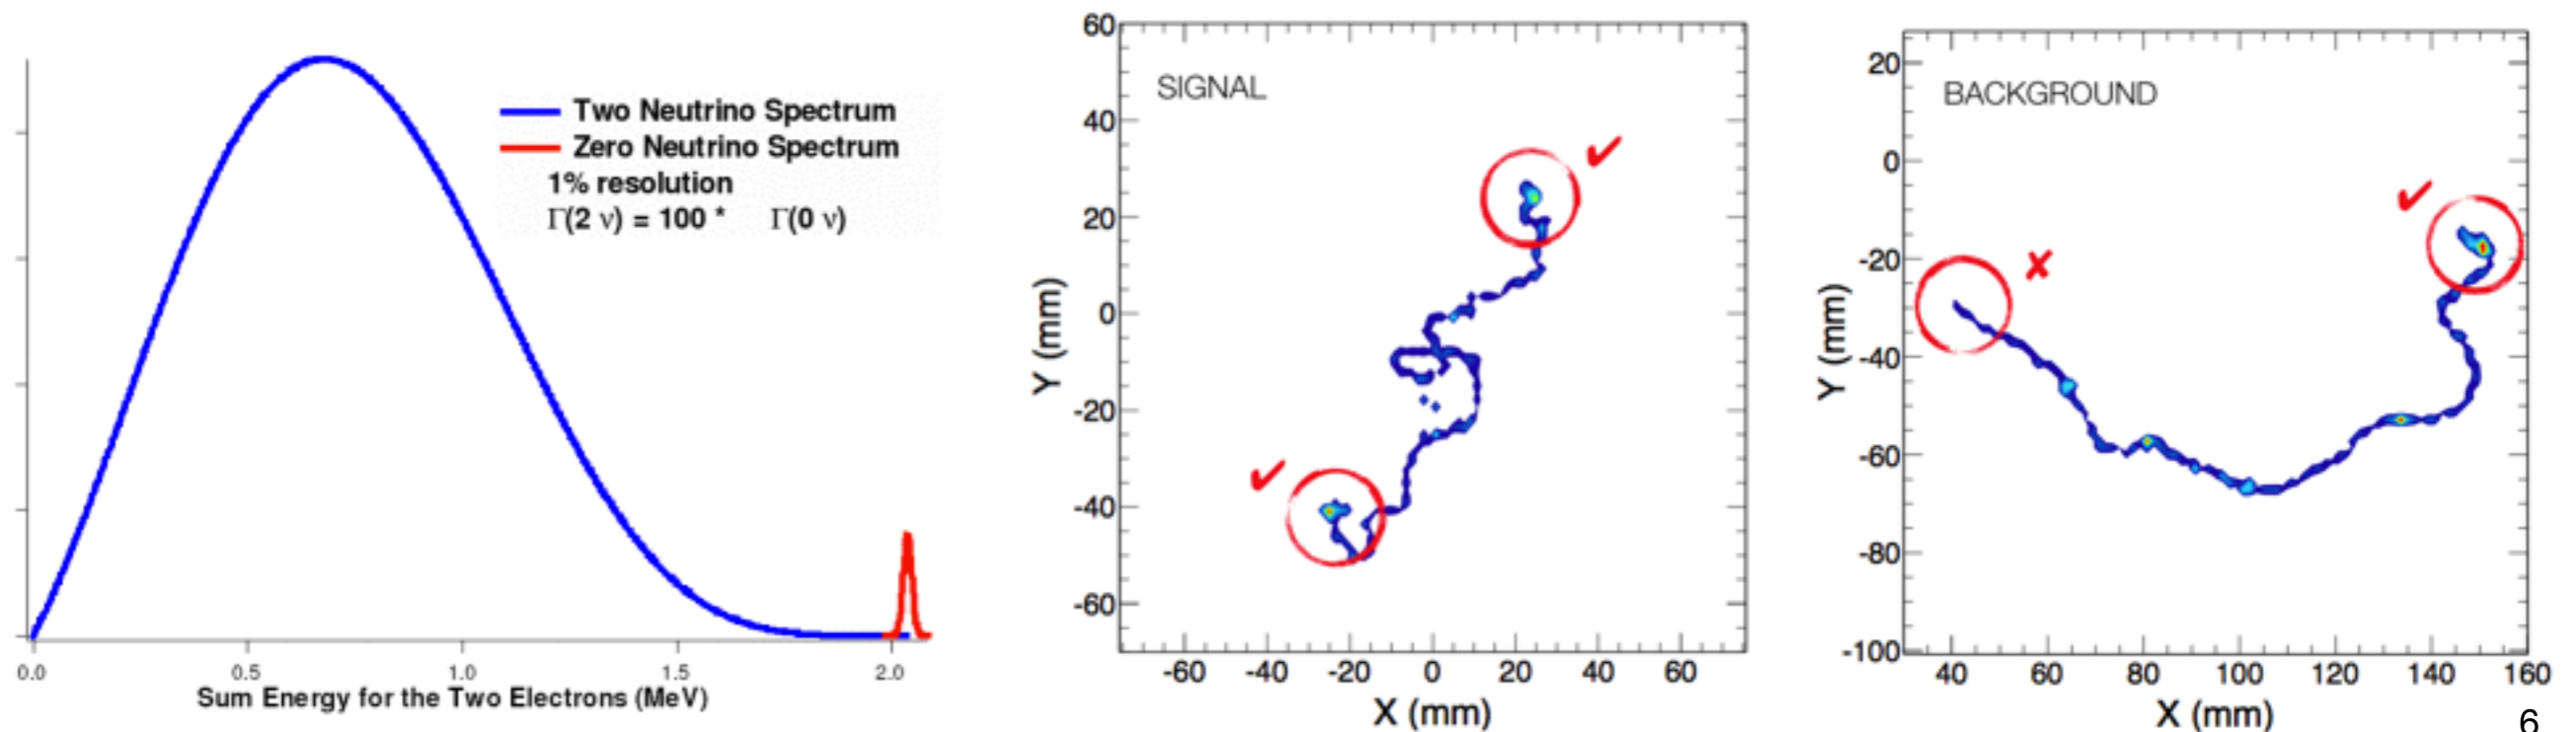 Two Neutrino Spectrum
Zero Neutrino Spectrum
1% resolution
Γ(2 ν) = 100 * Γ(0 ν)
0.0 0.5 1.0 1.5 2.0
Sum Energy for the Two Electrons (MeV)
SIGNAL
60
40
20
0
-20
-40
-60
Y (mm)
-60 -40 -20 0 20 40 60
X (mm)
BACKGROUND
20
0
-20
-40
-60
-80
-100
Y (mm)
40 60 80 100 120 140 160
X (mm)
6